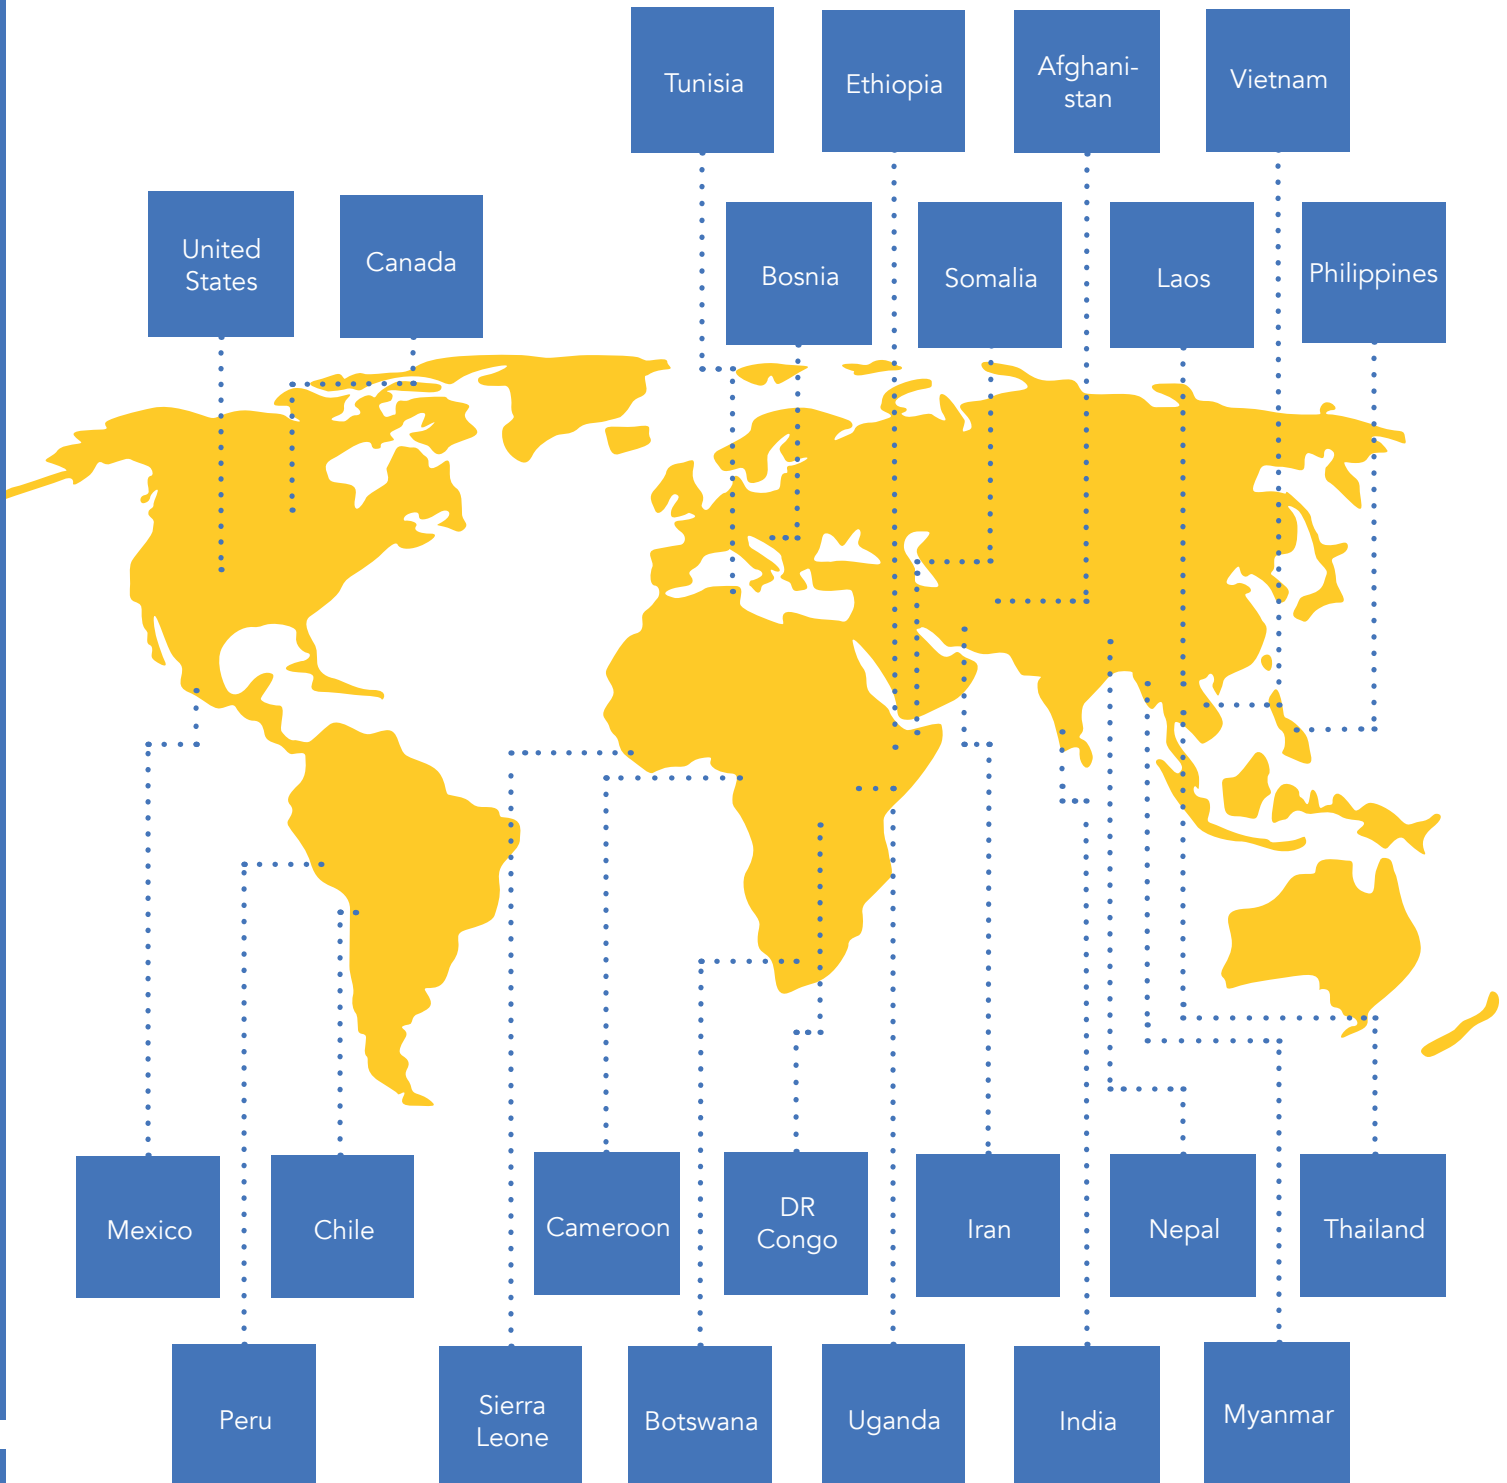 Tunisia
Ethiopia
Afghani-
stan
Vietnam
United
States
Canada
Bosnia
Somalia
Laos
Philippines
Mexico
Chile
Cameroon
DR
Congo
Iran
Nepal
Thailand
Peru
Sierra
Leone
Botswana
Uganda
India
Myanmar